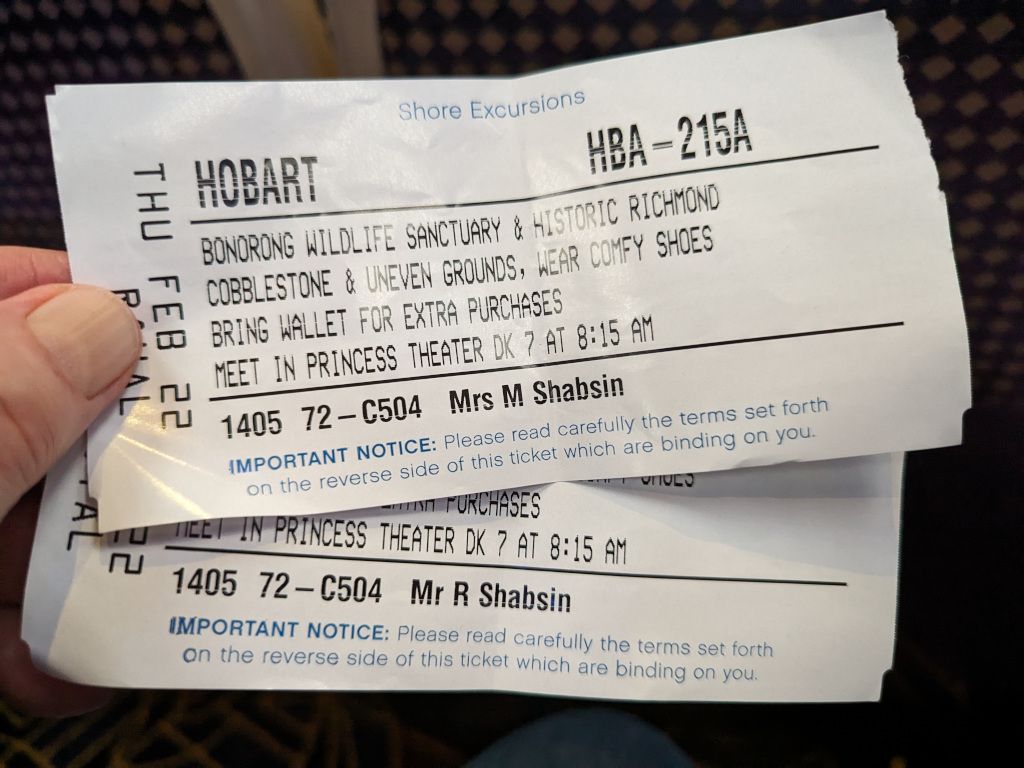 Shore Excursions
HOBART HBA-215A
BONORONG WILDLIFE SANCTUARY & HISTORIC RICHMOND
COBBLESTONE & UNEVEN GROUNDS, WEAR COMFY SHOES
BRING WALLET FOR EXTRA PURCHASES
MEET IN PRINCESS THEATER DK 7 AT 8:15 AM
1405 72-C504 Mrs M Shabsin
IMPORTANT NOTICE: Please read carefully the terms set forth
on the reverse side of this ticket which are binding on you.
THU FEB 22
SHOES
EXTRA PURCHASES
MEET IN PRINCESS THEATER DK 7 AT 8:15 AM
1405 72-C504 Mr R Shabsin
IMPORTANT NOTICE: Please read carefully the terms set forth
on the reverse side of this ticket which are binding on you.
22